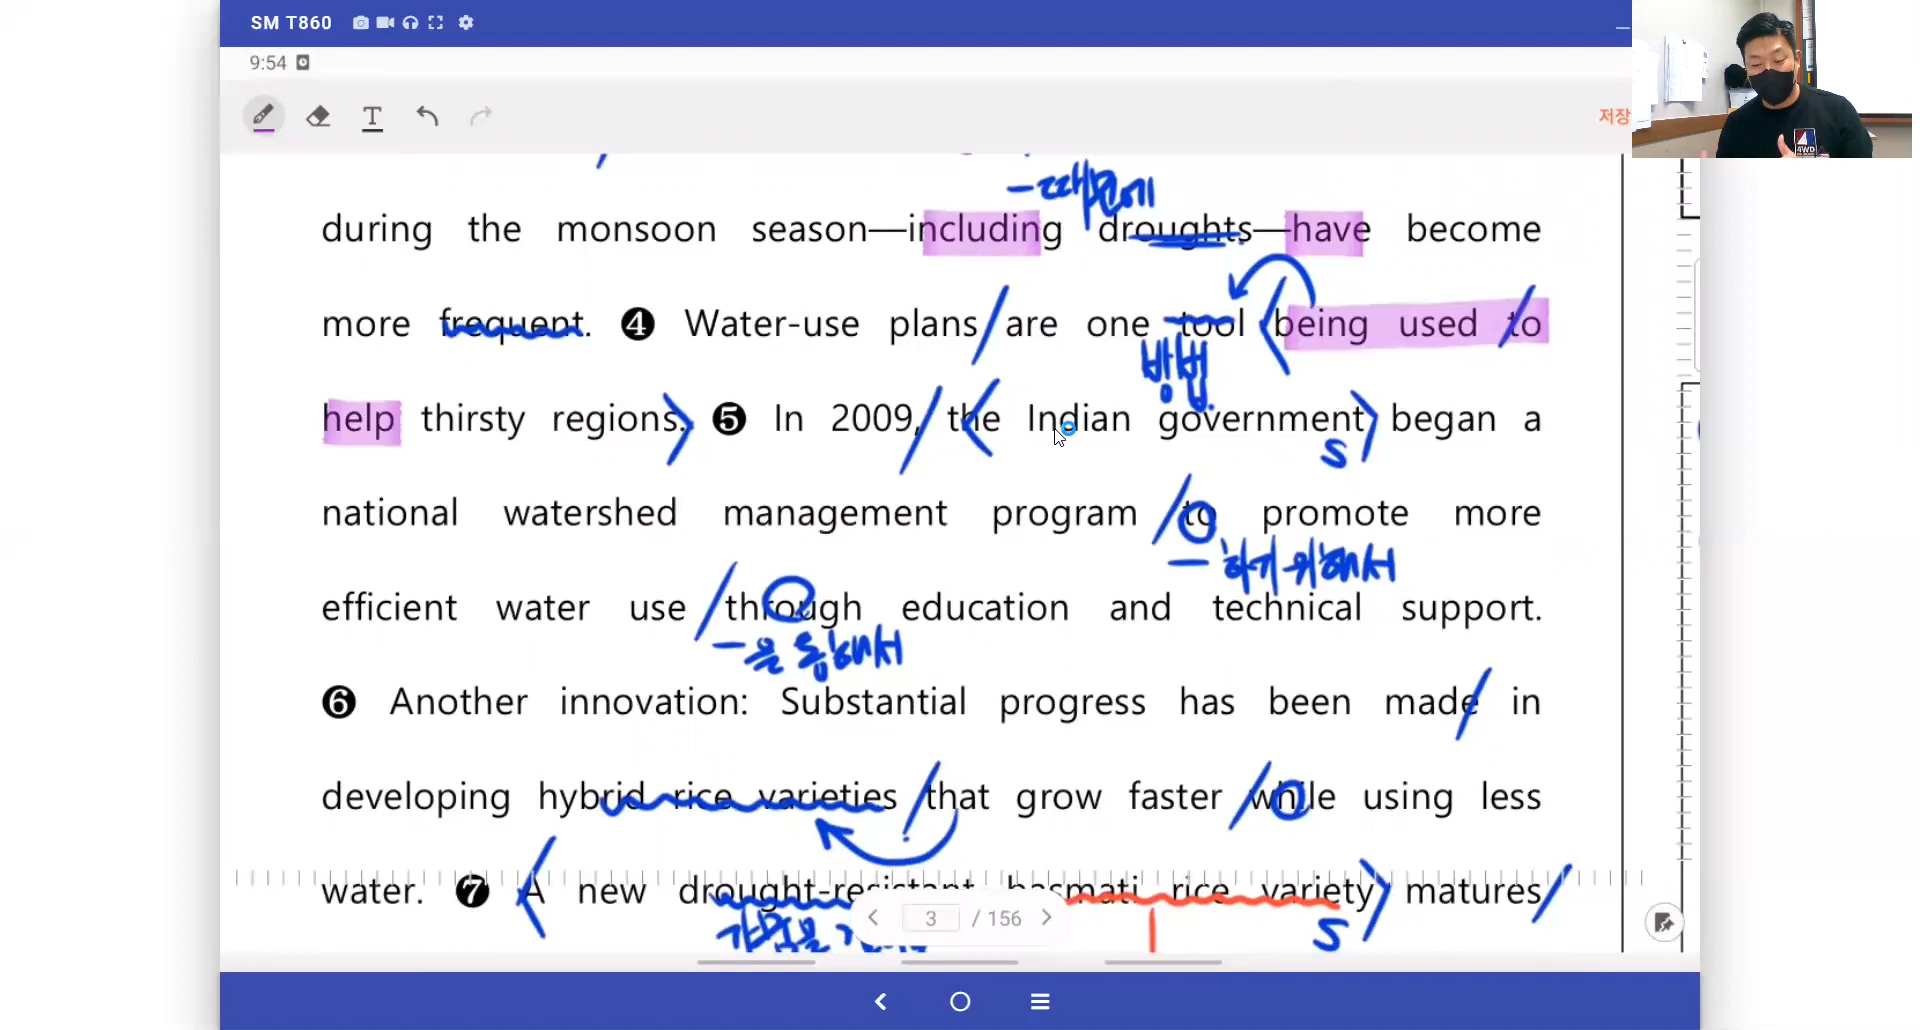 SM T860
9:54
T
저장
-때문에
during the monsoon season—including droughts—have become
more frequent. ❹ Water-use plans are one tool being used to
방법
help thirsty regions. ❺ In 2009, the Indian government began a
S
national watershed management program to promote more
-하기 위해서
efficient water use through education and technical support.
-을 통해서
❻ Another innovation: Substantial progress has been made in
developing hybrid rice varieties that grow faster while using less
water. ❼ A new drought-resistant basmati rice variety matures
가뭄을
S
3 / 156
4WD